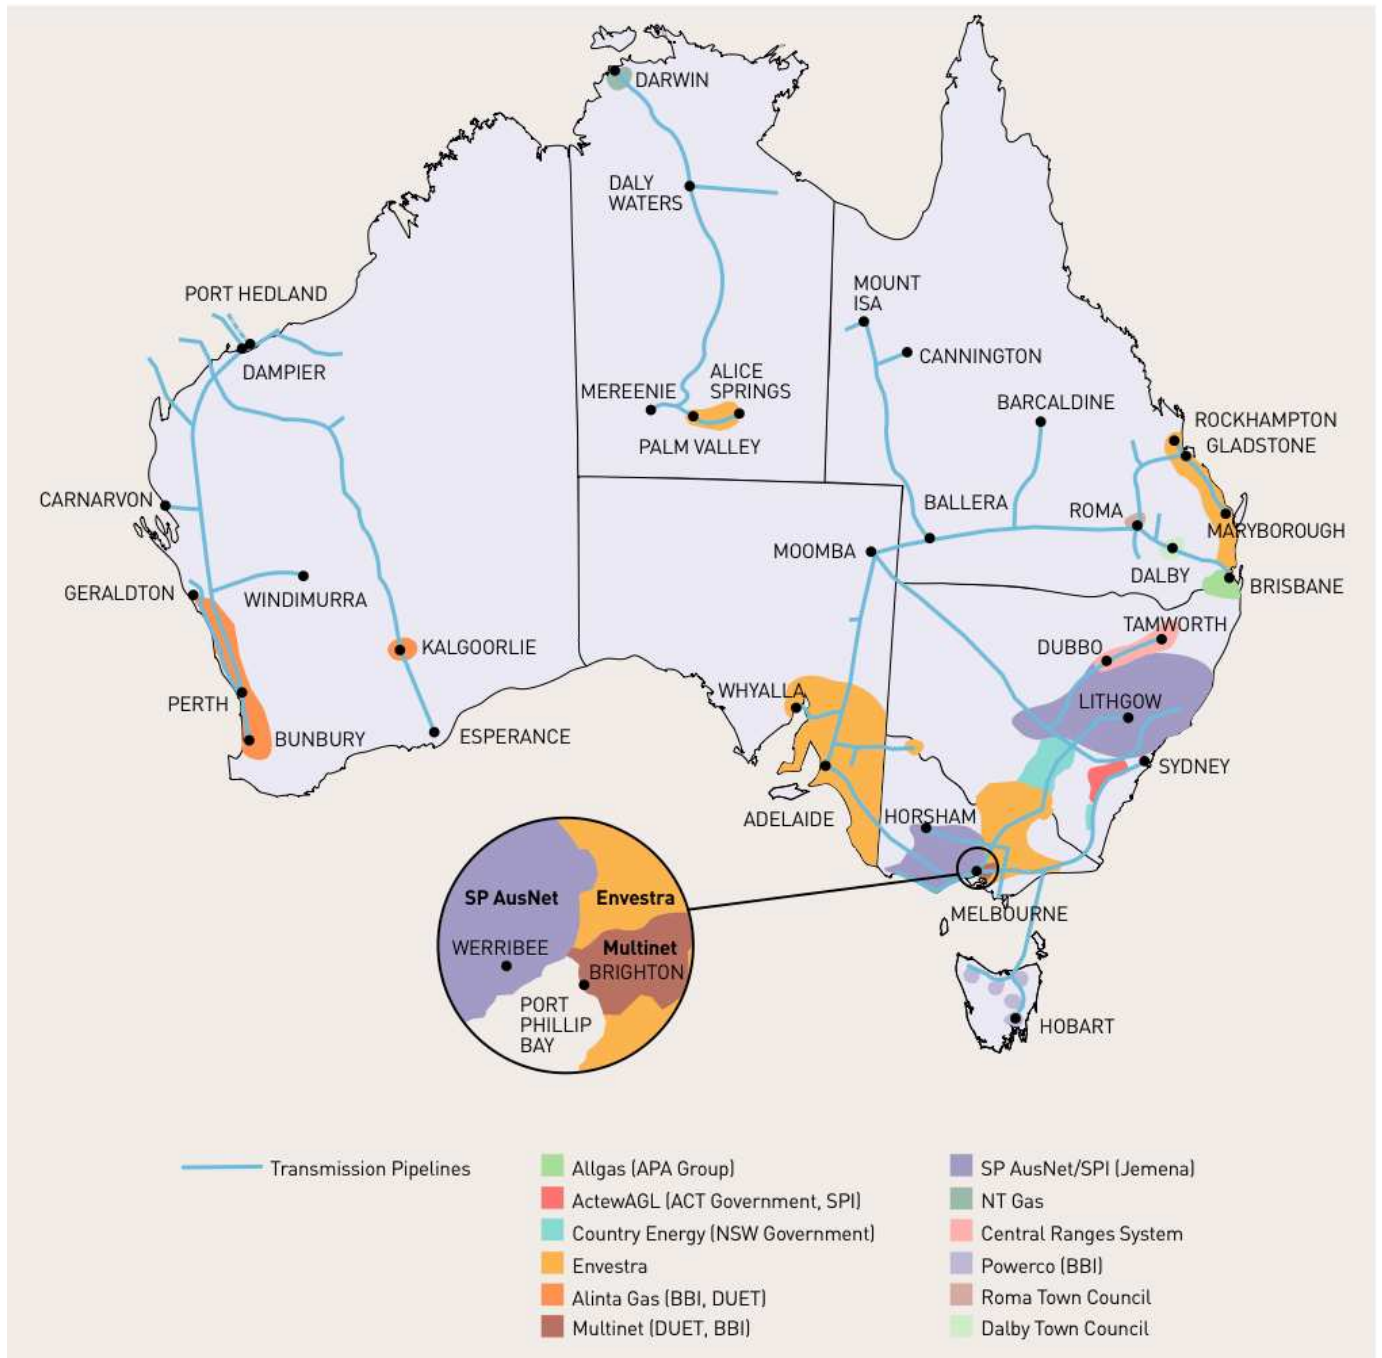 DARWIN
DALY
WATERS
MOUNT
ISA
PORT HEDLAND
CANNINGTON
DAMPIER
ALICE
SPRINGS
MEREENIE
BARCALDINE
ROCKHAMPTON
GLADSTONE
PALM VALLEY
CARNARVON
BALLERA
ROMA
MARYBOROUGH
MOOMBA
DALBY
BRISBANE
GERALDTON
WINDIMURRA
TAMWORTH
DUBBO
KALGOORLIE
WHYALLA
LITHGOW
PERTH
BUNBURY
ESPERANCE
SYDNEY
ADELAIDE
HORSHAM
SP AusNet
Envestra
MELBOURNE
WERRIBEE
Multinet
BRIGHTON
PORT
PHILLIP
BAY
HOBART
Transmission Pipelines
Allgas (APA Group)
ActewAGL (ACT Government, SPI)
Country Energy (NSW Government)
Envestra
Alinta Gas (BBI, DUET)
Multinet (DUET, BBI)
SP AusNet/SPI (Jemena)
NT Gas
Central Ranges System
Powerco (BBI)
Roma Town Council
Dalby Town Council